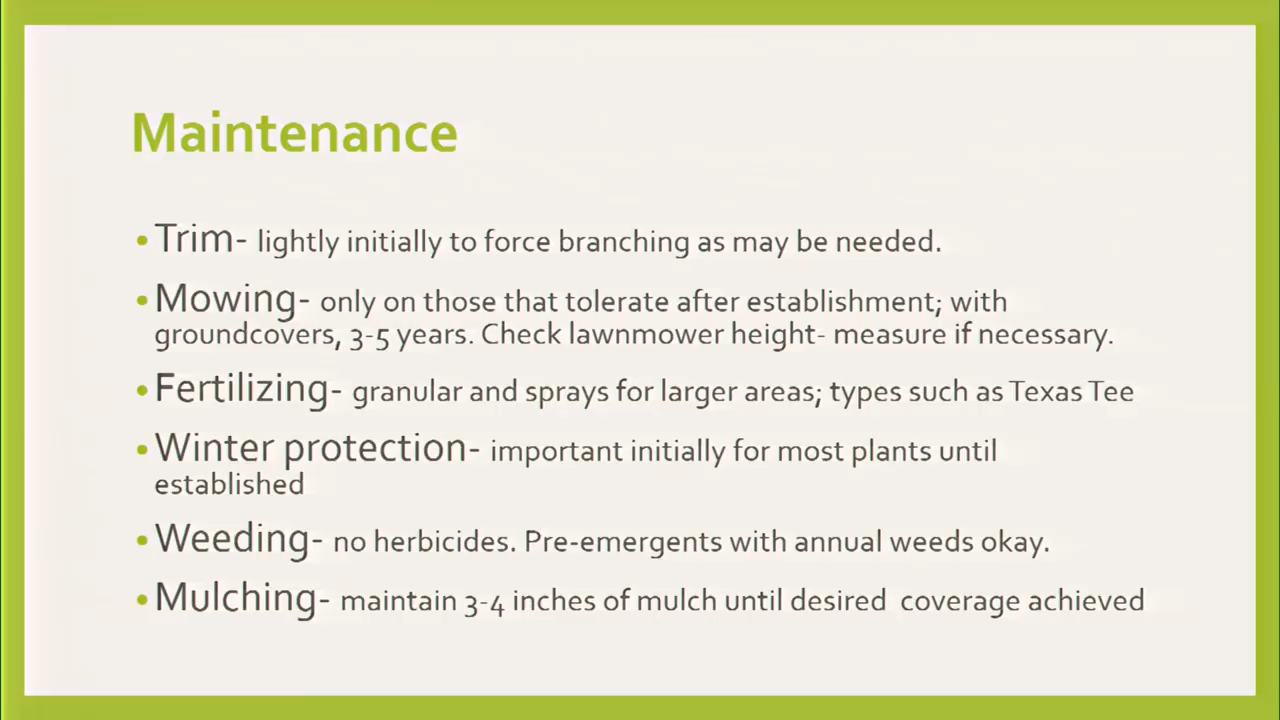 Maintenance
• Trim- lightly initially to force branching as may be needed.
• Mowing- only on those that tolerate after establishment; with
groundcovers, 3-5 years. Check lawnmower height- measure if necessary.
• Fertilizing- granular and sprays for larger areas; types such as Texas Tee
• Winter protection- important initially for most plants until
established
• Weeding- no herbicides. Pre-emergents with annual weeds okay.
• Mulching- maintain 3-4 inches of mulch until desired  coverage achieved